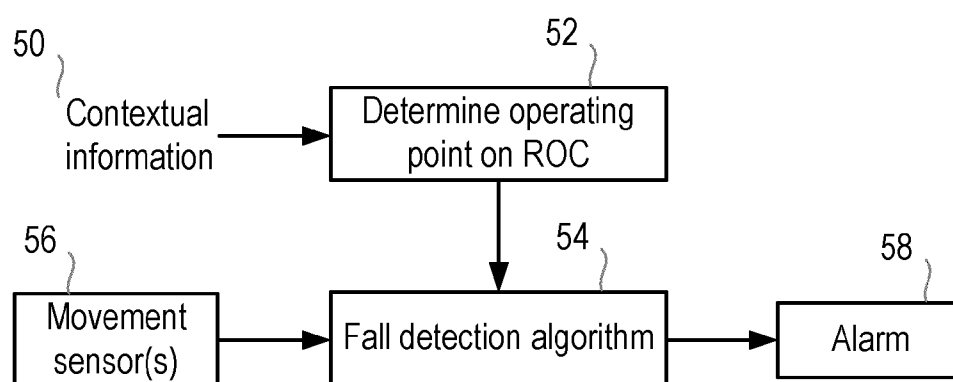 50
52
Contextual
information
Determine operating
point on ROC
56
54
58
Movement
sensor(s)
Fall detection algorithm
Alarm